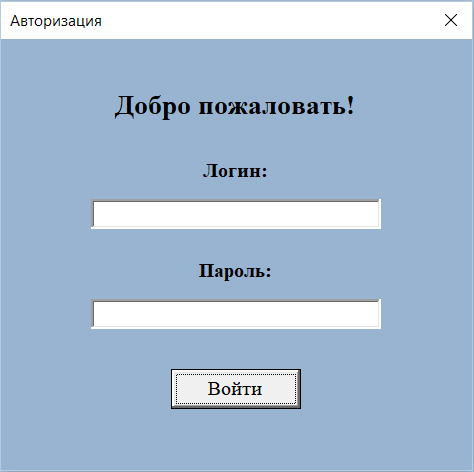 Авторизация
Добро пожаловать!
Логин:
Пароль:
Войти